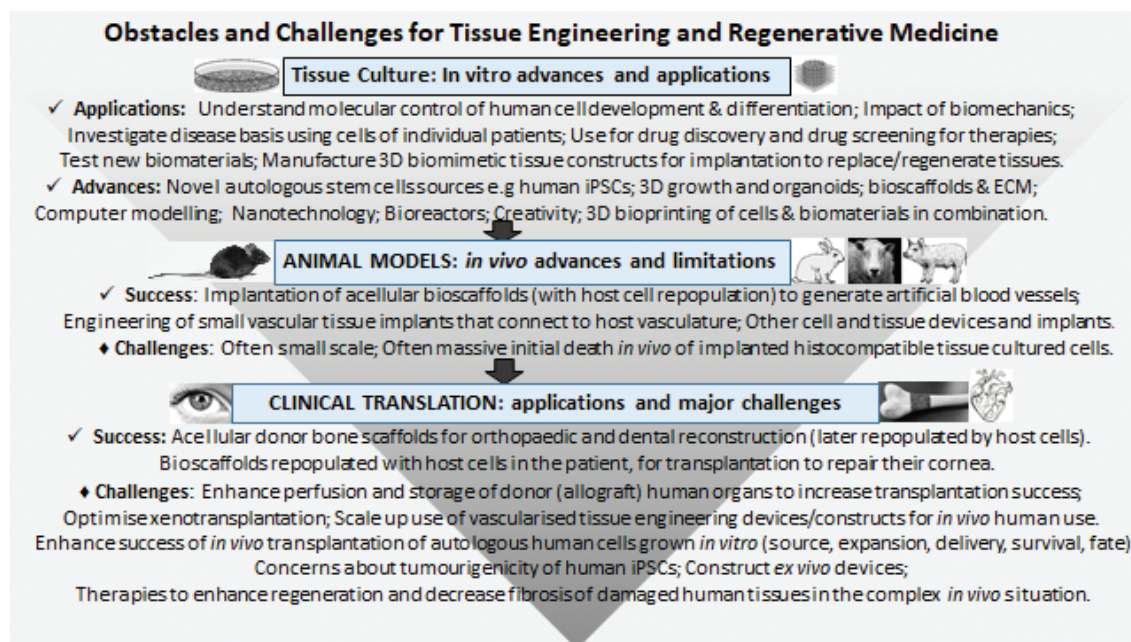 Obstacles and Challenges for Tissue Engineering and Regenerative Medicine
Tissue Culture: In vitro advances and applications
✓ Applications: Understand molecular control of human cell development & differentiation; Impact of biomechanics;
Investigate disease basis using cells of individual patients; Use for drug discovery and drug screening for therapies;
Test new biomaterials; Manufacture 3D biomimetic tissue constructs for implantation to replace/regenerate tissues.
✓ Advances: Novel autologous stem cells sources e.g human iPSCs; 3D growth and organoids; bioscaffolds & ECM;
Computer modelling; Nanotechnology; Bioreactors; Creativity; 3D bioprinting of cells & biomaterials in combination.
ANIMAL MODELS: in vivo advances and limitations
✓ Success: Implantation of acellular bioscaffolds (with host cell repopulation) to generate artificial blood vessels;
Engineering of small vascular tissue implants that connect to host vasculature; Other cell and tissue devices and implants.
♦ Challenges: Often small scale; Often massive initial death in vivo of implanted histocompatible tissue cultured cells.
CLINICAL TRANSLATION: applications and major challenges
✓ Success: Acellular donor bone scaffolds for orthopaedic and dental reconstruction (later repopulated by host cells).
Bioscaffolds repopulated with host cells in the patient, for transplantation to repair their cornea.
♦ Challenges: Enhance perfusion and storage of donor (allograft) human organs to increase transplantation success;
Optimise xenotransplantation; Scale up use of vascularised tissue engineering devices/constructs for in vivo human use.
Enhance success of in vivo transplantation of autologous human cells grown in vitro (source, expansion, delivery, survival, fate)
Concerns about tumourigenicity of human iPSCs; Construct ex vivo devices;
Therapies to enhance regeneration and decrease fibrosis of damaged human tissues in the complex in vivo situation.